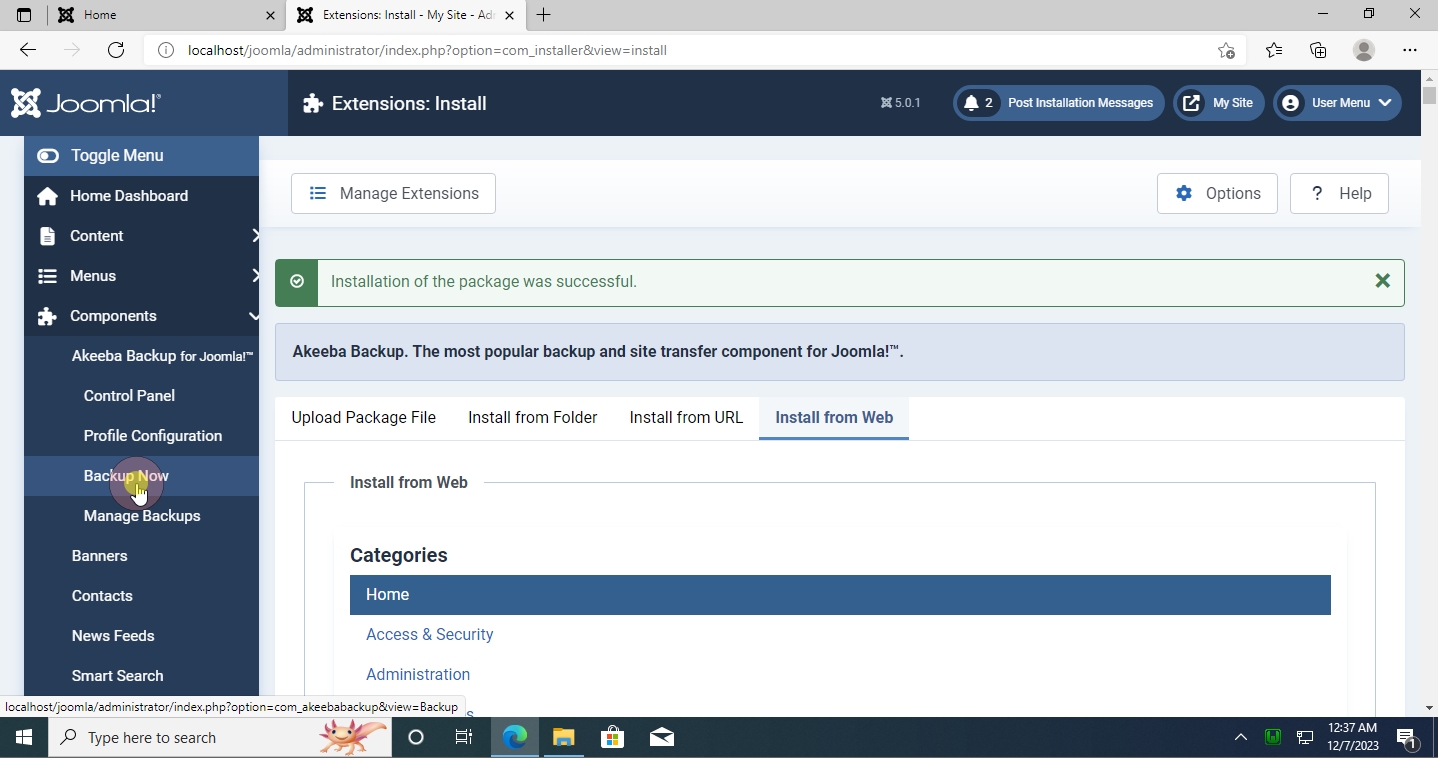 Home
Extensions: Install - My Site - Ad
localhost/joomla/administrator/index.php?option=com_installer&view=install
Joomla!®
Extensions: Install
5.0.1
2 Post Installation Messages
My Site
User Menu
Toggle Menu
Home Dashboard
Content
Menus
Components
Akeeba Backup for Joomla!™
Control Panel
Profile Configuration
Backup Now
Manage Backups
Banners
Contacts
News Feeds
Smart Search
Manage Extensions
Options
? Help
Installation of the package was successful.
Akeeba Backup. The most popular backup and site transfer component for Joomla!™.
Upload Package File
Install from Folder
Install from URL
Install from Web
Install from Web
Categories
Home
Access & Security
Administration
localhost/joomla/administrator/index.php?option=com_akeebabackup&view=Backup
Type here to search
12:37 AM
12/7/2023
1